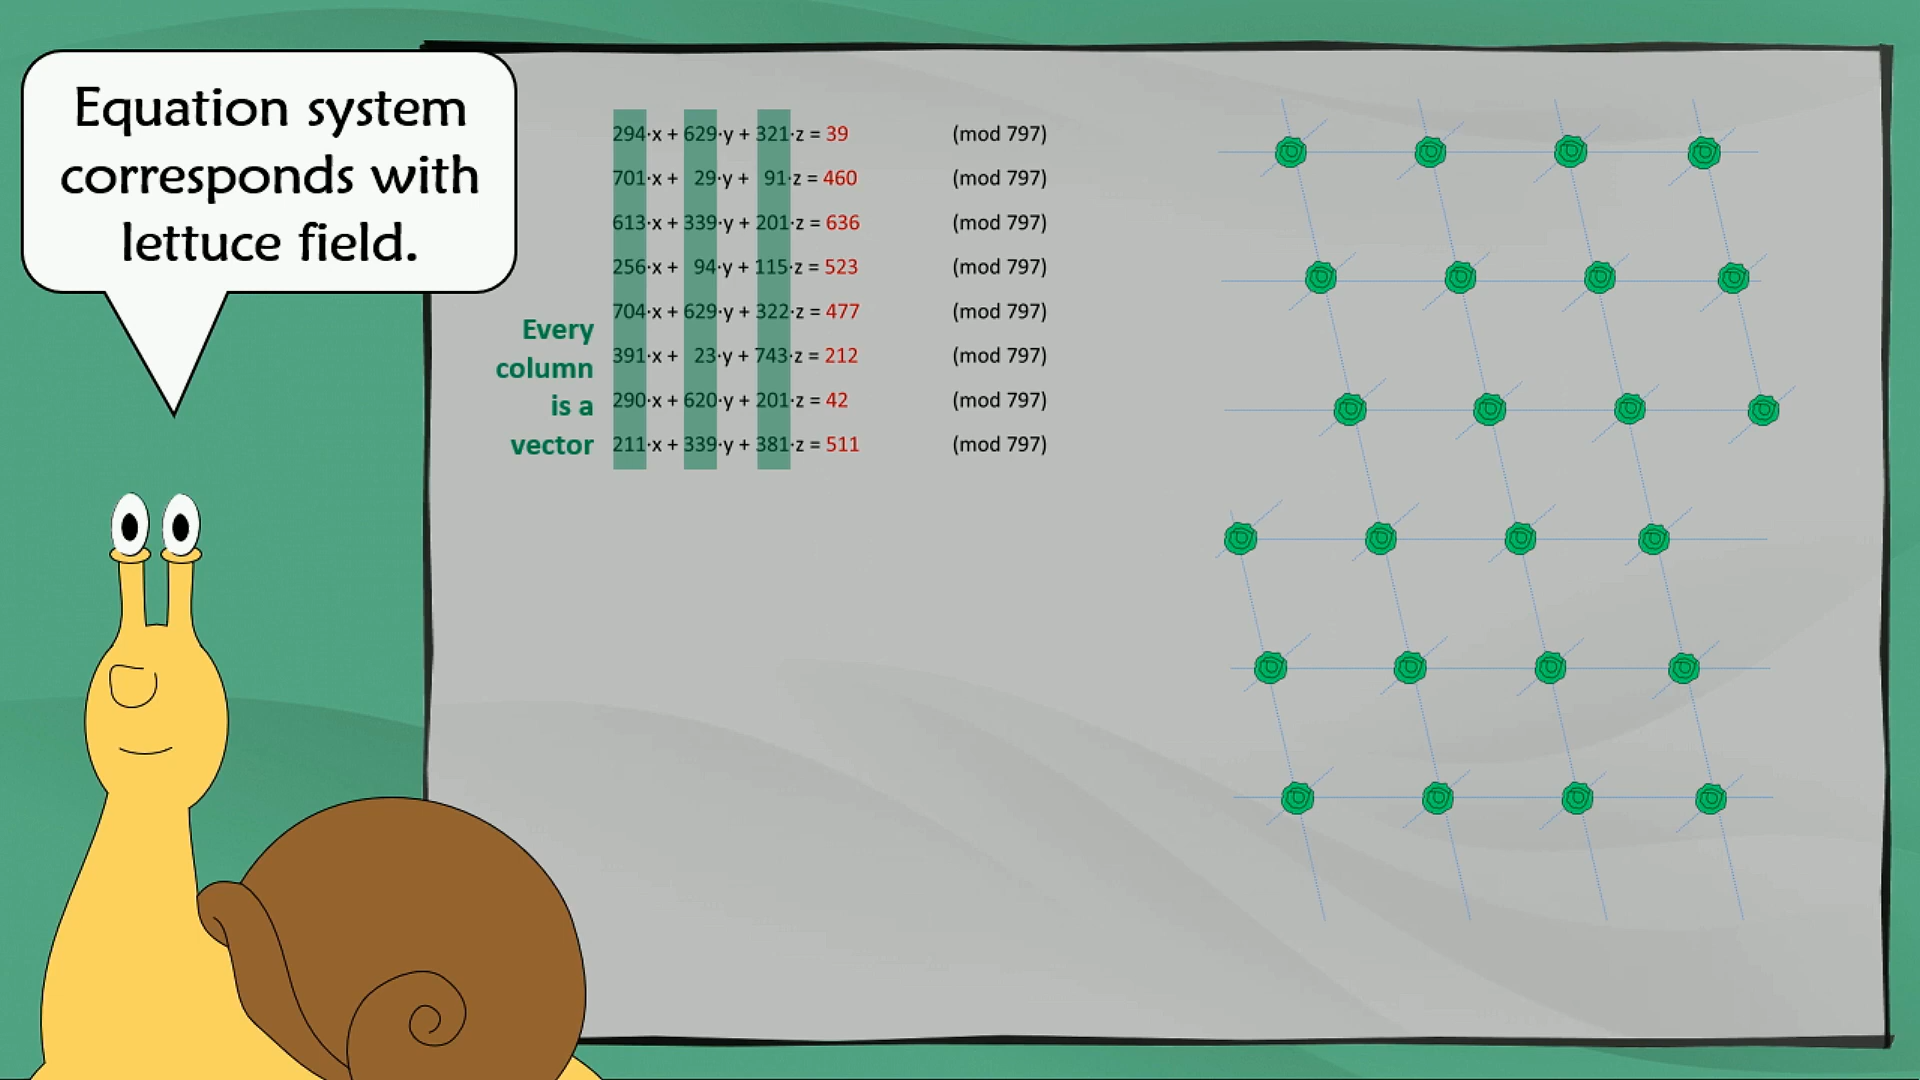 Equation system
corresponds with
lettuce field.
294·x + 629·y + 321·z = 39 (mod 797)
701·x + 29·y + 91·z = 460 (mod 797)
613·x + 339·y + 201·z = 636 (mod 797)
256·x + 94·y + 115·z = 523 (mod 797)
704·x + 629·y + 322·z = 477 (mod 797)
391·x + 23·y + 743·z = 212 (mod 797)
290·x + 620·y + 201·z = 42 (mod 797)
211·x + 339·y + 381·z = 511 (mod 797)
Every
column
is a
vector